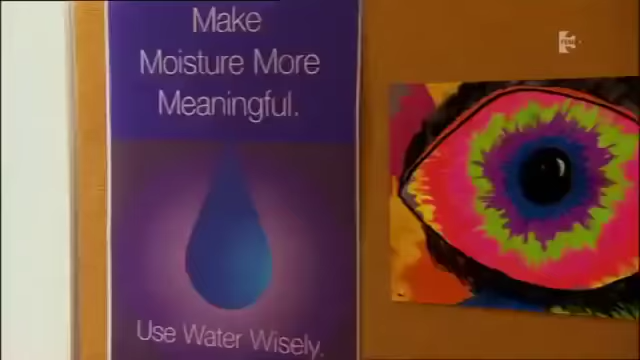 Make
Moisture More
Meaningful.
Use Water Wisely.